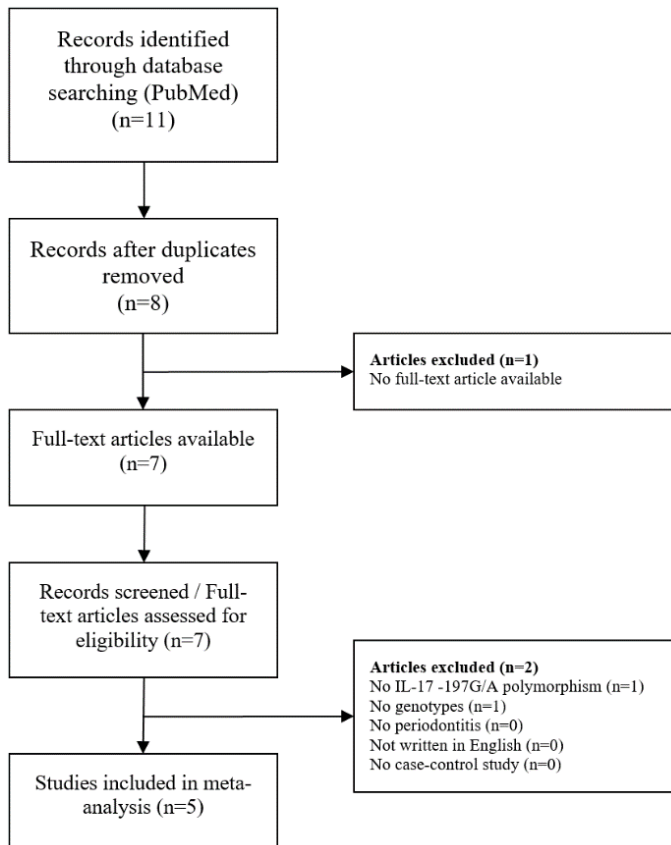 Records identified
through database
searching (PubMed)
(n=11)
Records after duplicates
removed
(n=8)
Articles excluded (n=1)
No full-text article available
Full-text articles available
(n=7)
Records screened / Full-
text articles assessed for
eligibility (n=7)
Articles excluded (n=2)
No IL-17 -197G/A polymorphism (n=1)
No genotypes (n=1)
No periodontitis (n=0)
Not written in English (n=0)
No case-control study (n=0)
Studies included in meta-
analysis (n=5)